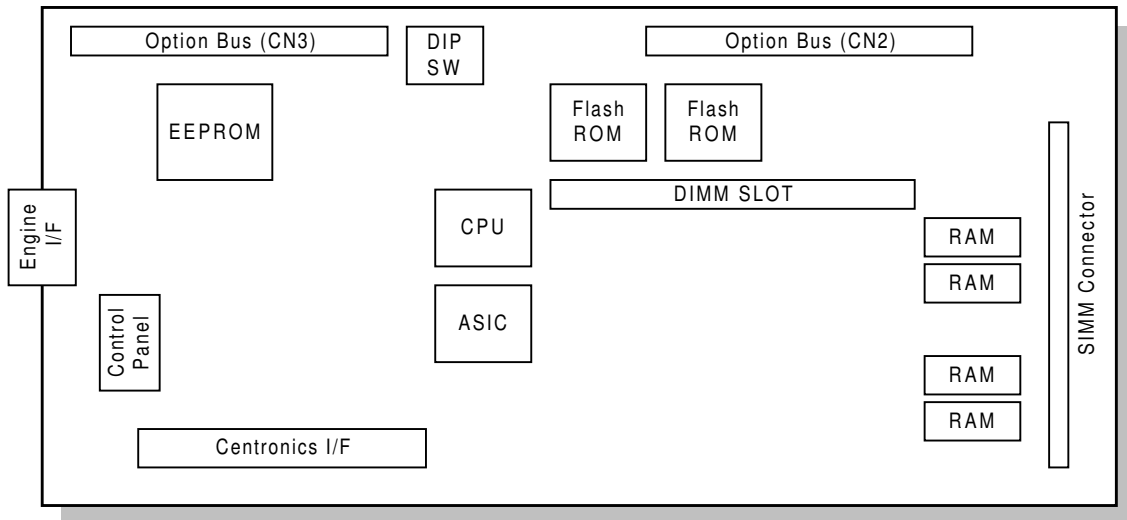 Option Bus (CN3)
DIP
SW
Option Bus (CN2)
EEPROM
Flash
ROM
Flash
ROM
DIMM SLOT
Engine
I/F
CPU
RAM
RAM
SIMM Connector
Control
Panel
ASIC
RAM
RAM
Centronics I/F